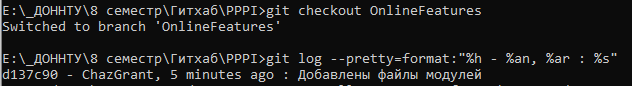 E:\_ДОННТУ\8 семестр\Гитхаб\PPPI>git checkout OnlineFeatures
Switched to branch 'OnlineFeatures'
E:\_ДОННТУ\8 семестр\Гитхаб\PPPI>git log --pretty=format:"%h - %an, %ar : %s"
d137c90 - ChazGrant, 5 minutes ago : Добавлены файлы модулей